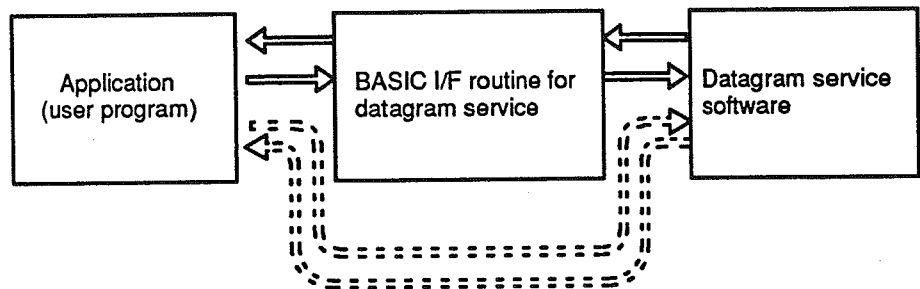 Application
(user program)
BASIC I/F routine for
datagram service
Datagram service
software